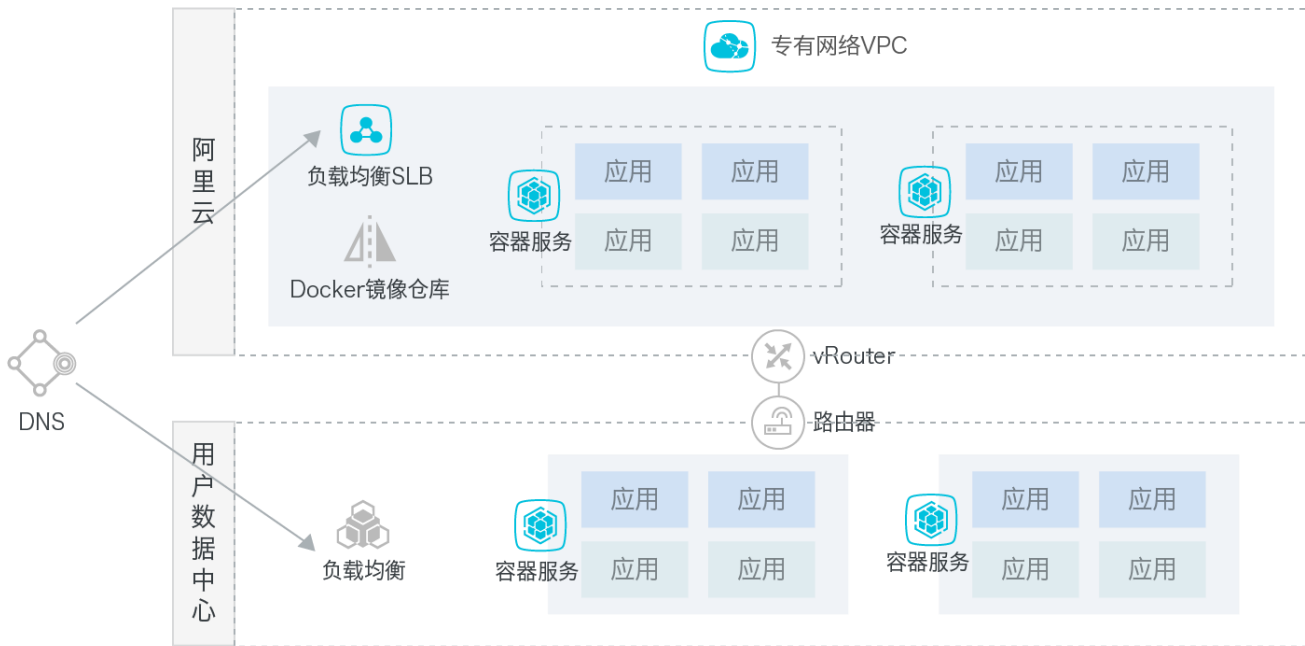 专有网络VPC
阿里云
负载均衡SLB
Docker镜像仓库
容器服务
应用 应用
应用 应用
容器服务
应用 应用
应用 应用
vRouter
DNS
路由器
用户数据中心
负载均衡
容器服务
应用 应用
应用 应用
容器服务
应用 应用
应用 应用